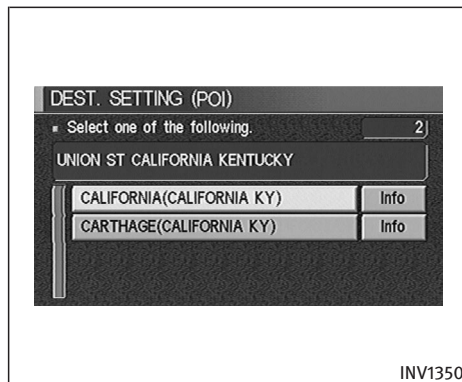 DEST. SETTING (POI)
▪ Select one of the following. 2
UNION ST CALIFORNIA KENTUCKY
CALIFORNIA(CALIFORNIA KY) Info
CARTHAGE(CALIFORNIA KY) Info
INV1350